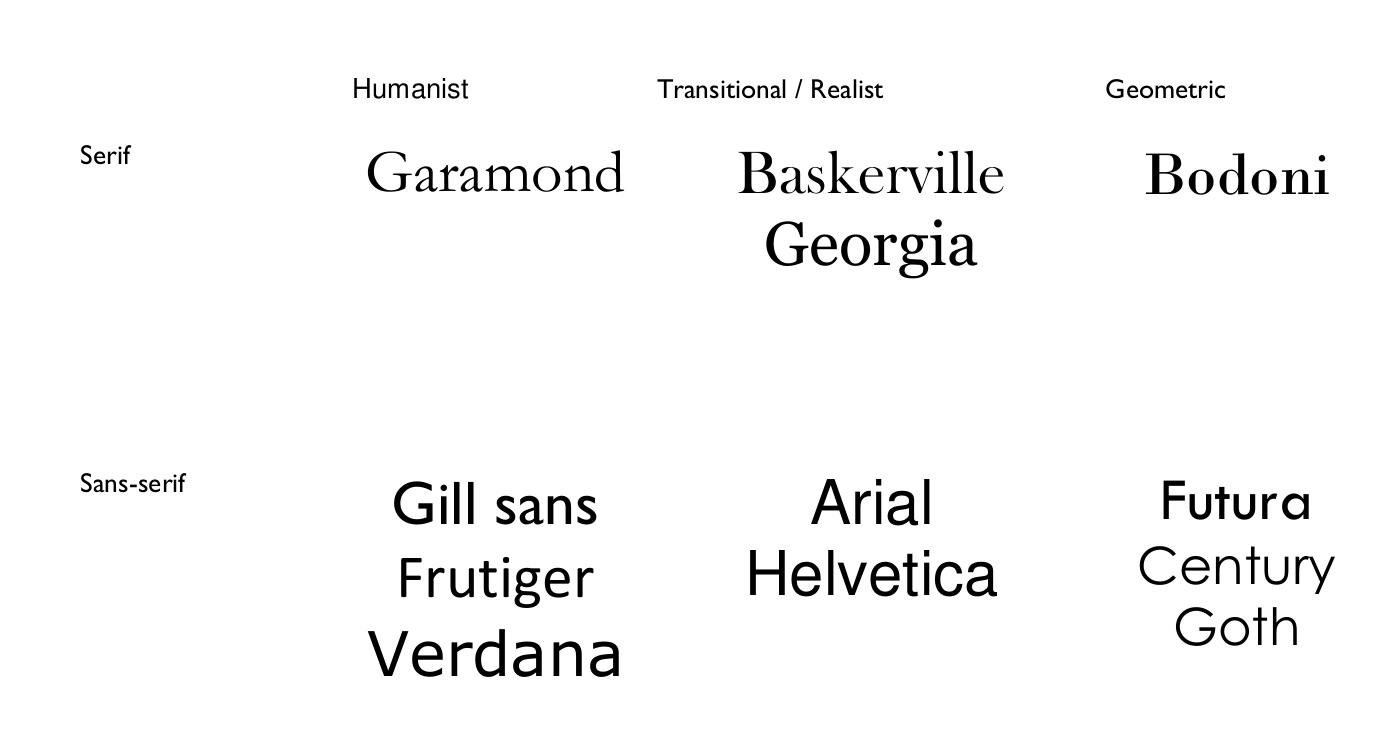 Humanist Transitional / Realist Geometric
Serif Garamond Baskerville Bodoni
Georgia
Sans-serif Gill sans Arial Futura
Frutiger Helvetica Century
Verdana Goth